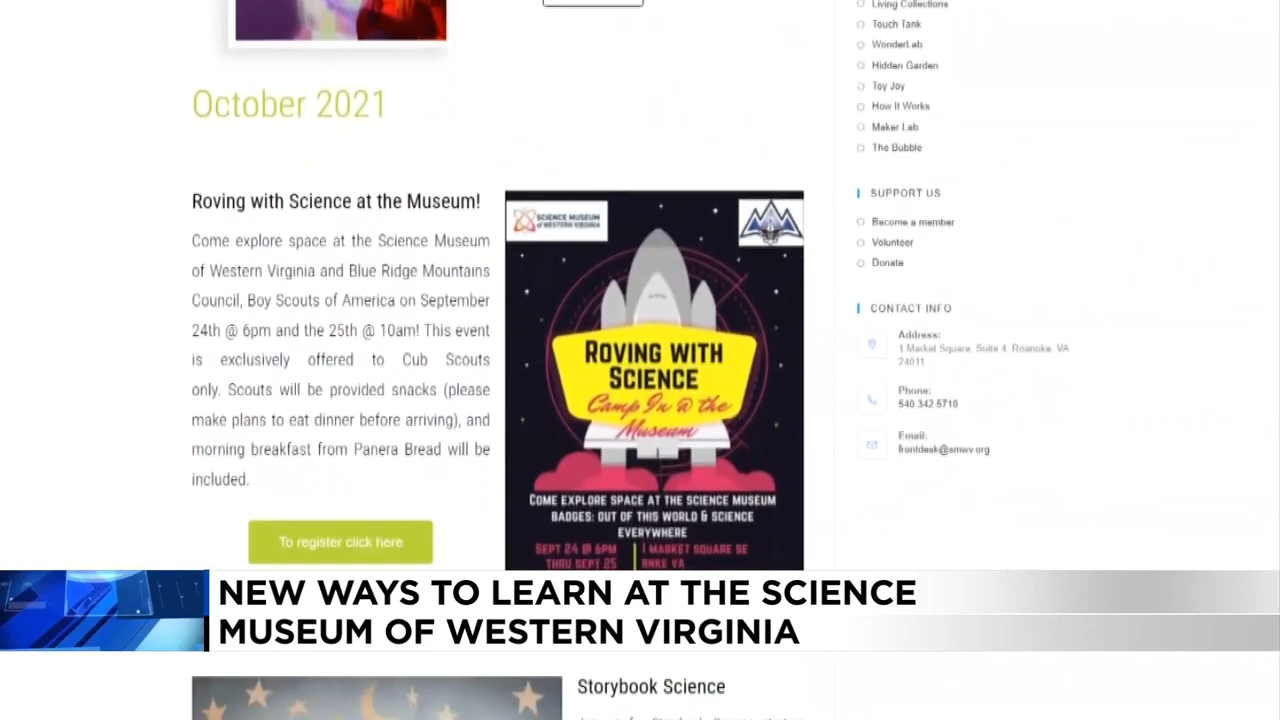 October 2021
Roving with Science at the Museum!
Come explore space at the Science Museum
of Western Virginia and Blue Ridge Mountains
Council, Boy Scouts of America on September
24th @ 6pm and the 25th @ 10am! This event
is exclusively offered to Cub Scouts
only. Scouts will be provided snacks (please
make plans to eat dinner before arriving), and
morning breakfast from Panera Bread will be
included.
To register click here
SCIENCE MUSEUM
of WESTERN VIRGINIA
ROVING WITH
SCIENCE
Camp In @ the
Museum
COME EXPLORE SPACE AT THE SCIENCE MUSEUM
BADGES: OUT OF THIS WORLD & SCIENCE
EVERYWHERE
SEPT 24 @ 6PM
THRU SEPT 25
1 MARKET SQUARE SE
RNKE VA
Living Collections
Touch Tank
WonderLab
Hidden Garden
Toy Joy
How It Works
Maker Lab
The Bubble
SUPPORT US
Become a member
Volunteer
Donate
CONTACT INFO
Address:
1 Market Square, Suite 4, Roanoke, VA
24011
Phone:
540 342 5710
Email:
frontdesk@smwv.org
NEW WAYS TO LEARN AT THE SCIENCE
MUSEUM OF WESTERN VIRGINIA
Storybook Science